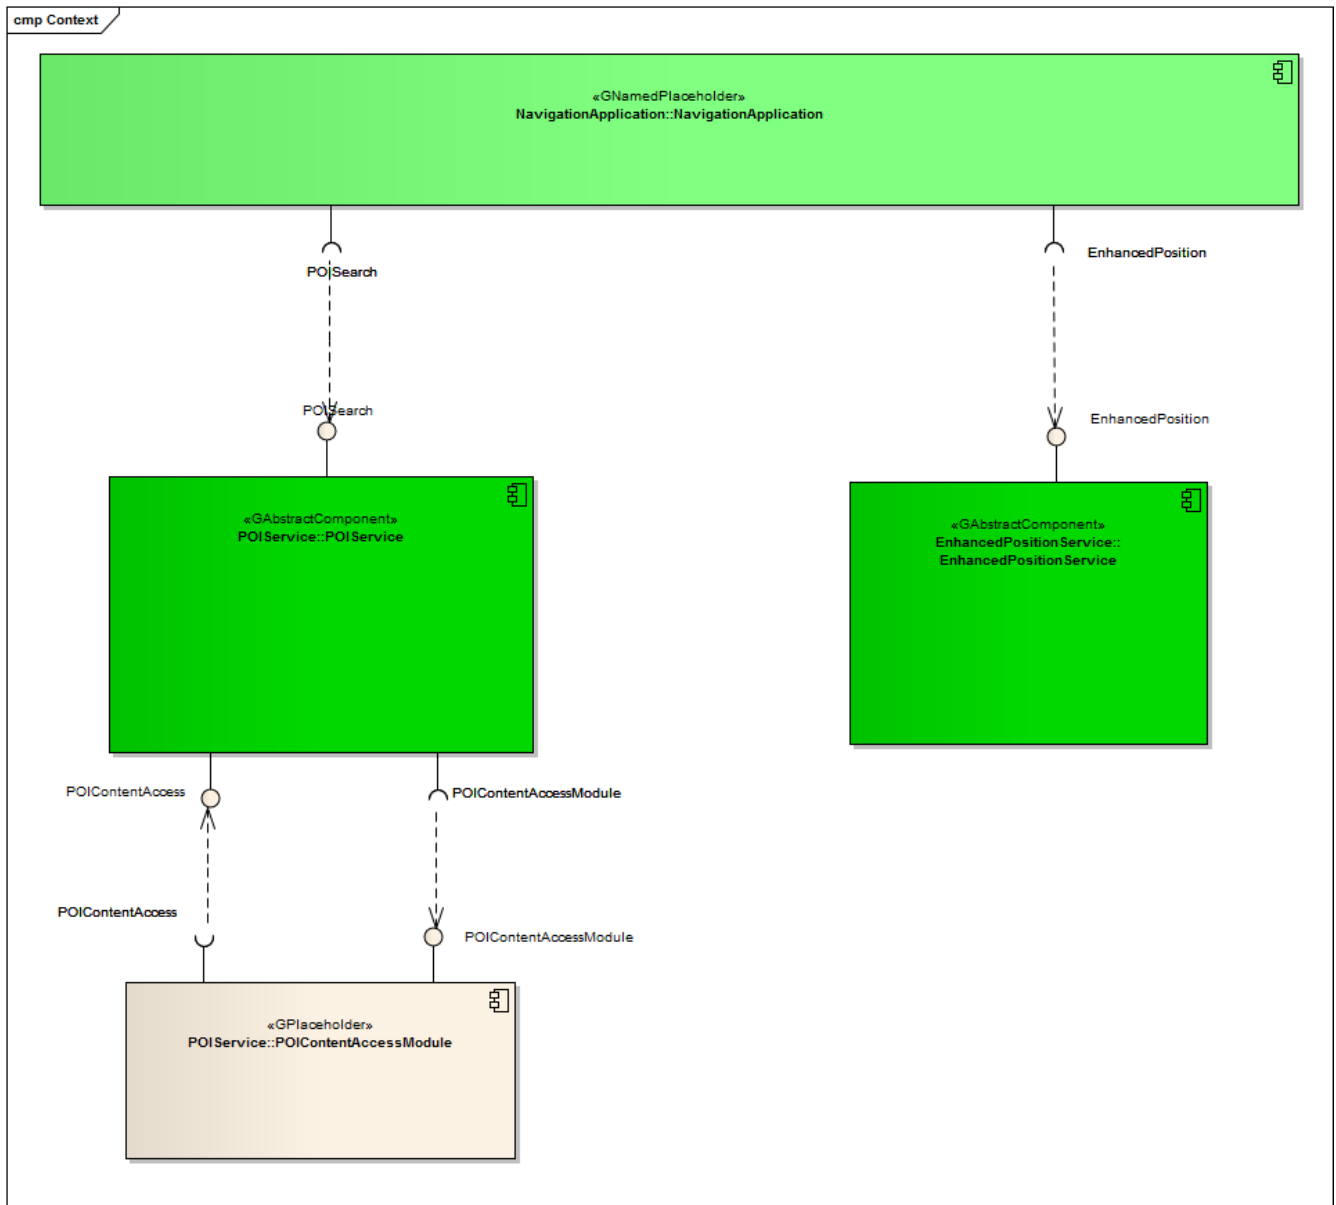 cmp Context
«GNamedPlaceholder»
NavigationApplication::NavigationApplication
POISearch
EnhancedPosition
POISearch
EnhancedPosition
«GAbstractComponent»
POIService::POIService
«GAbstractComponent»
EnhancedPositionService::
EnhancedPositionService
POIContentAccess
POIContentAccessModule
POIContentAccess
POIContentAccessModule
«GPlaceholder»
POIService::POIContentAccessModule